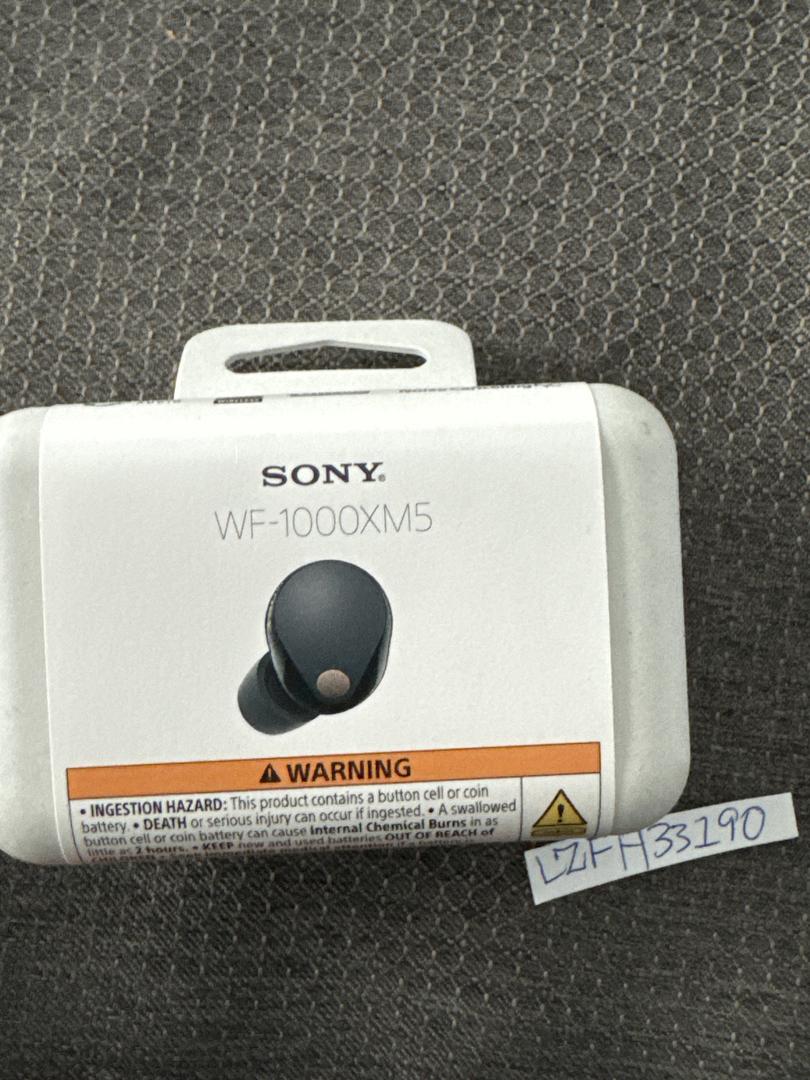 SONY
WF-1000XM5
WARNING
• INGESTION HAZARD: This product contains a button cell or coin
battery. • DEATH or serious injury can occur if ingested. • A swallowed
button cell or coin battery can cause Internal Chemical Burns in as
little as 2 hours. • KEEP new and used batteries OUT OF REACH of
LZFH33190